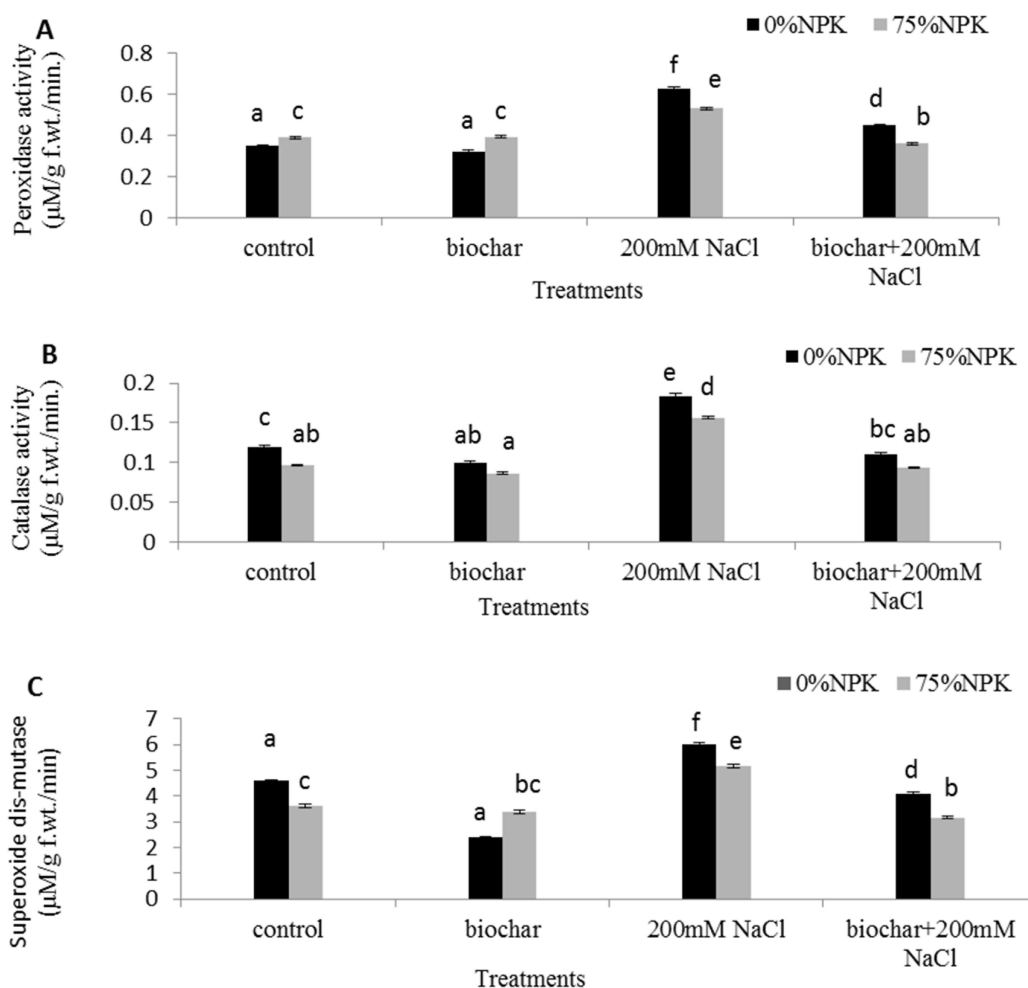 A
0%NPK 75%NPK
Peroxidase activity
(µM/g f.wt./min.)
0.8
0.6
0.4
0.2
0
a c a c f e d b
control biochar 200mM NaCl biochar+200mM
NaCl
Treatments
B
0%NPK 75%NPK
Catalase activity
(µM/g f.wt./min.)
0.2
0.15
0.1
0.05
0
c ab ab a e d bc ab
control biochar 200mM NaCl biochar+200mM
NaCl
Treatments
C
0%NPK 75%NPK
Superoxide dis-mutase
(µM/g f.wt./min)
7
6
5
4
3
2
1
0
a c a bc f e d b
control biochar 200mM NaCl biochar+200mM
NaCl
Treatments